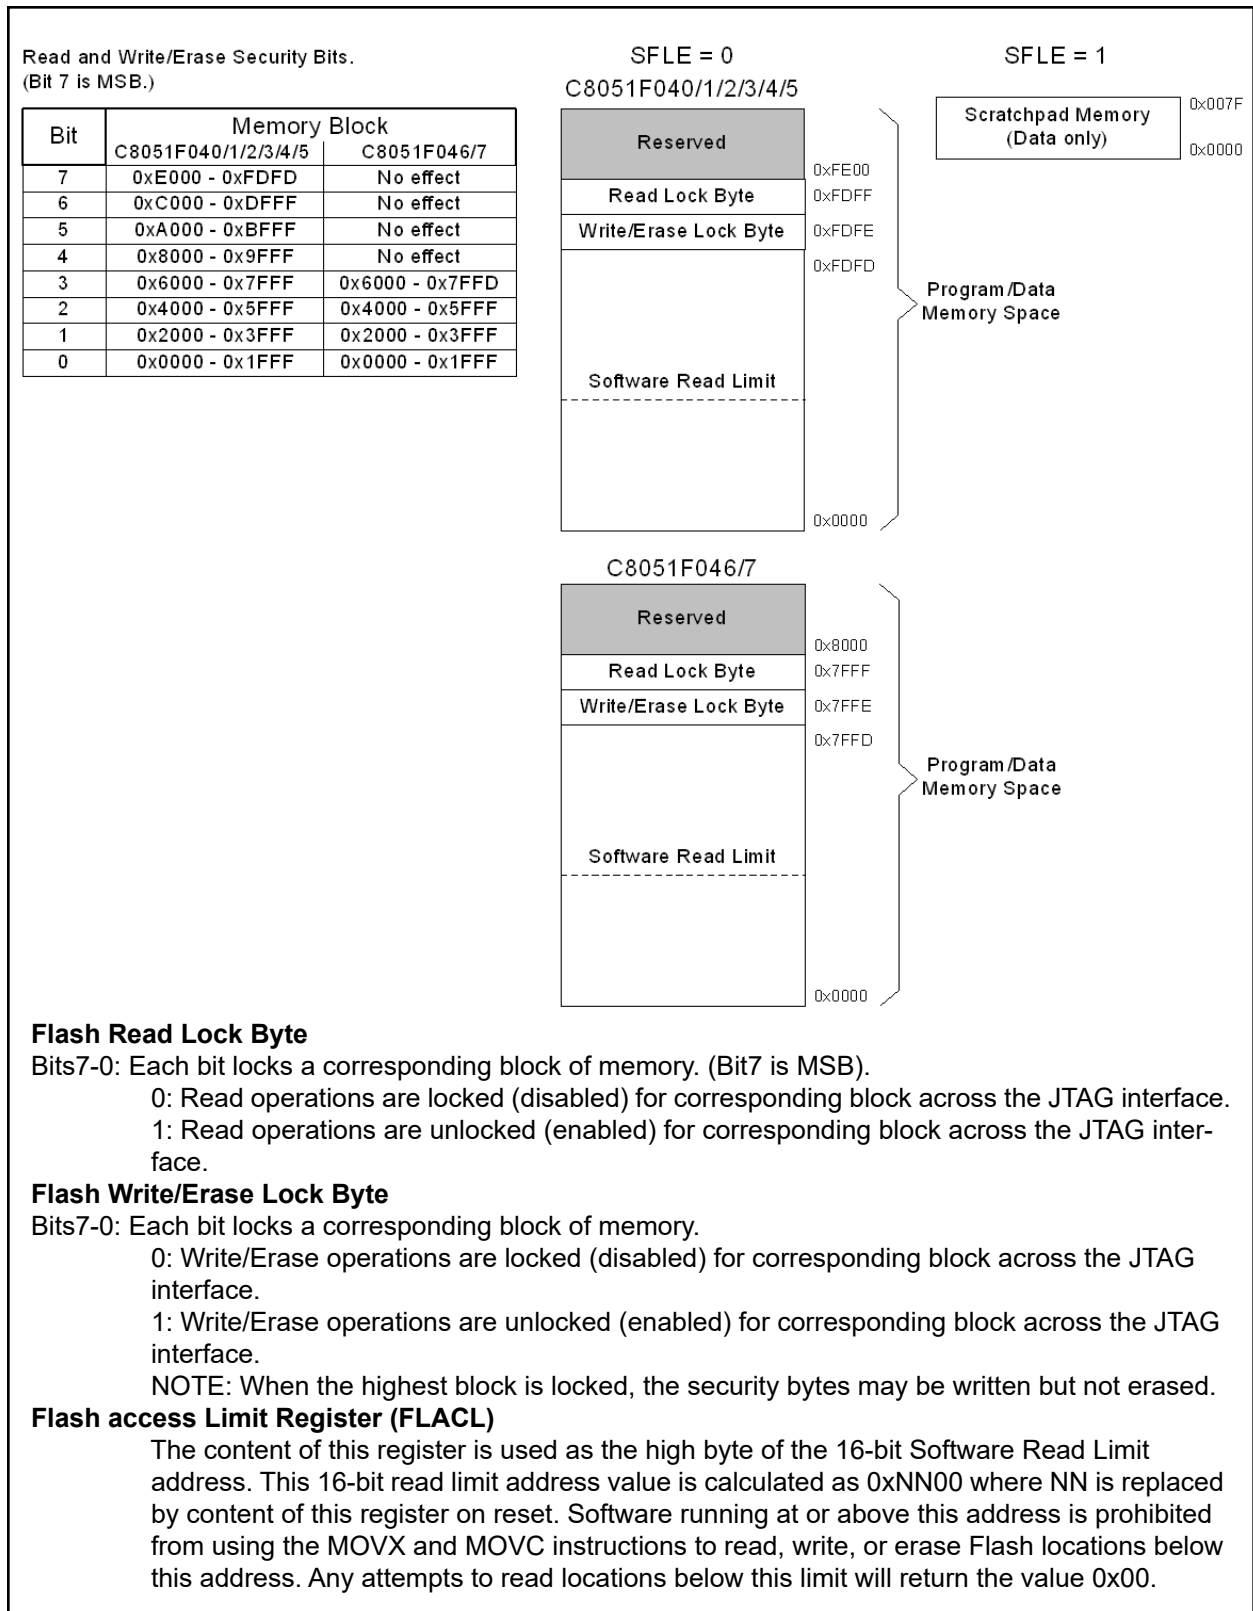 Read and Write/Erase Security Bits.
(Bit 7 is MSB.)
Bit Memory Block
C8051F040/1/2/3/4/5 C8051F046/7
7 0xE000 - 0xFDFD No effect
6 0xC000 - 0xDFFF No effect
5 0xA000 - 0xBFFF No effect
4 0x8000 - 0x9FFF No effect
3 0x6000 - 0x7FFF 0x6000 - 0x7FFD
2 0x4000 - 0x5FFF 0x4000 - 0x5FFF
1 0x2000 - 0x3FFF 0x2000 - 0x3FFF
0 0x0000 - 0x1FFF 0x0000 - 0x1FFF
SFLE = 0
C8051F040/1/2/3/4/5
Reserved
0xFE00
Read Lock Byte 0xFDFF
Write/Erase Lock Byte 0xFDFE
0xFDFD
Software Read Limit
0x0000
Program/Data
Memory Space
SFLE = 1
Scratchpad Memory
(Data only)
0x007F
0x0000
C8051F046/7
Reserved
0x8000
Read Lock Byte 0x7FFF
Write/Erase Lock Byte 0x7FFE
0x7FFD
Software Read Limit
0x0000
Program/Data
Memory Space
Flash Read Lock Byte
Bits7-0: Each bit locks a corresponding block of memory. (Bit7 is MSB).
0: Read operations are locked (disabled) for corresponding block across the JTAG interface.
1: Read operations are unlocked (enabled) for corresponding block across the JTAG inter-
face.
Flash Write/Erase Lock Byte
Bits7-0: Each bit locks a corresponding block of memory.
0: Write/Erase operations are locked (disabled) for corresponding block across the JTAG
interface.
1: Write/Erase operations are unlocked (enabled) for corresponding block across the JTAG
interface.
NOTE: When the highest block is locked, the security bytes may be written but not erased.
Flash access Limit Register (FLACL)
The content of this register is used as the high byte of the 16-bit Software Read Limit
address. This 16-bit read limit address value is calculated as 0xNN00 where NN is replaced
by content of this register on reset. Software running at or above this address is prohibited
from using the MOVX and MOVC instructions to read, write, or erase Flash locations below
this address. Any attempts to read locations below this limit will return the value 0x00.